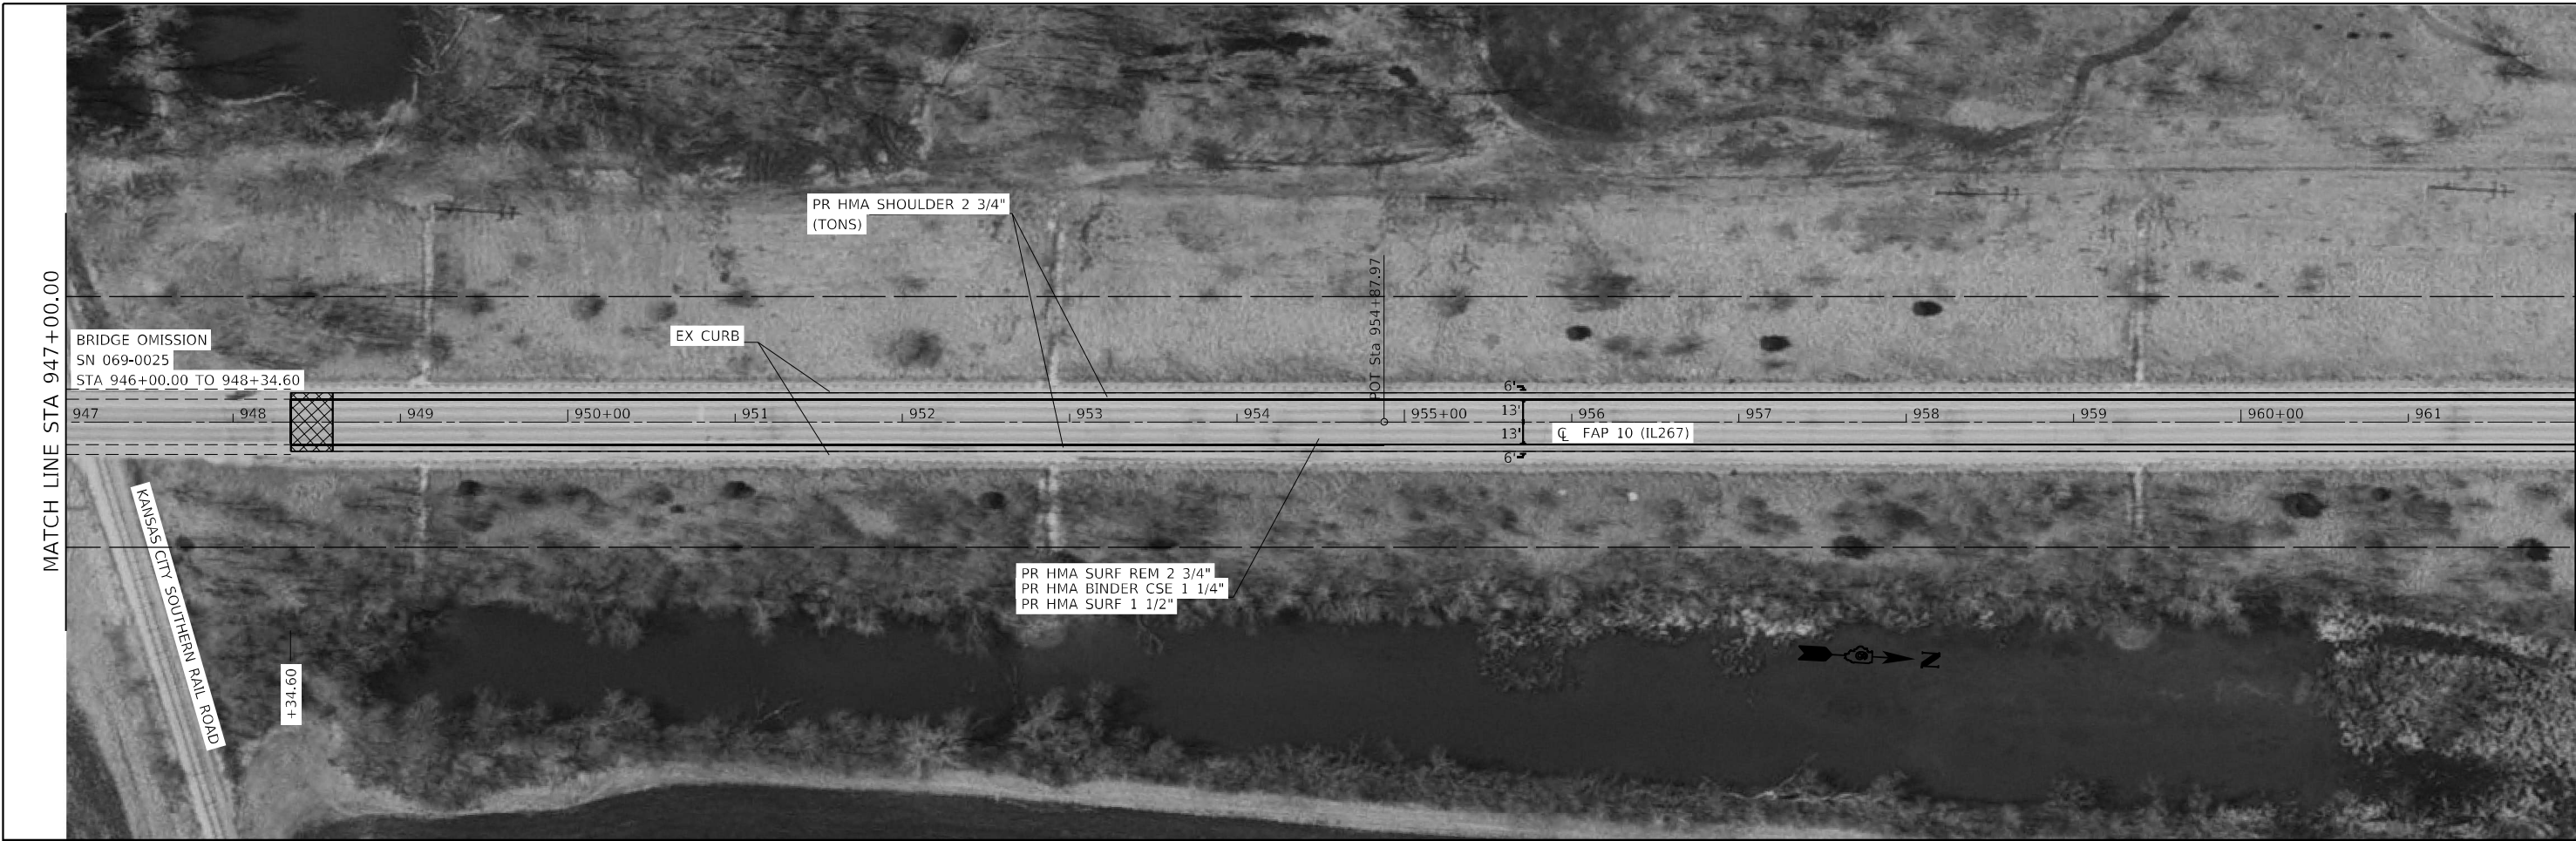 MATCH LINE STA 947+00.00
PR HMA SHOULDER 2 3/4"
(TONS)
POT Sta 954+87.97
EX CURB
BRIDGE OMISSION
SN 069-0025
STA 946+00.00 TO 948+34.60
6'
947
948
949
950+00
951
952
953
954
955+00
13'
956
957
958
959
960+00
961
13'
℄ FAP 10 (IL267)
6'
KANSAS CITY SOUTHERN RAIL ROAD
PR HMA SURF REM 2 3/4"
PR HMA BINDER CSE 1 1/4"
PR HMA SURF 1 1/2"
+34.60
N